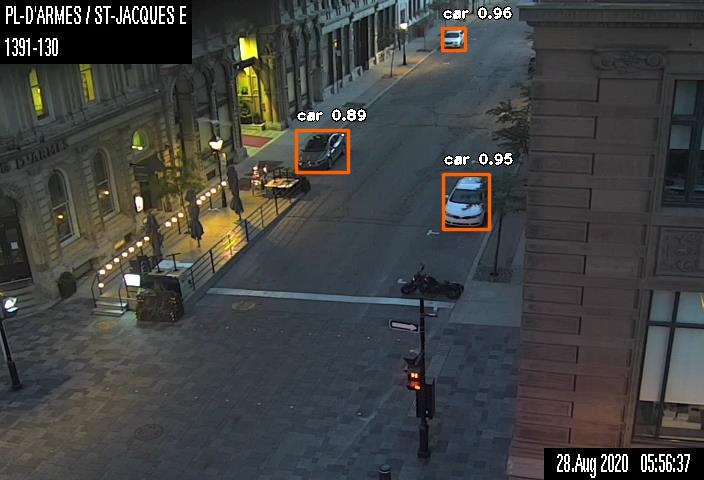 PL-D'ARMES / ST-JACQUES E
1391-130
car 0.96
car 0.89
car 0.95
28.Aug 2020 05:56:37